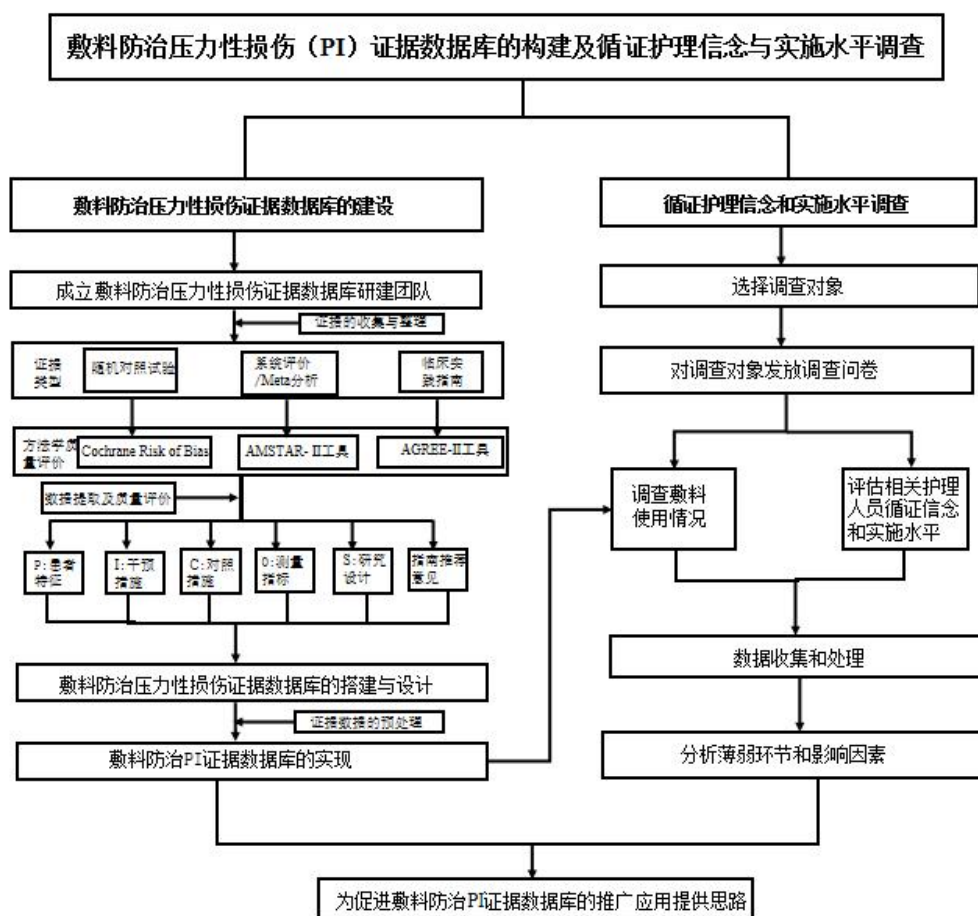 敷料防治压力性损伤（PI）证据数据库的构建及循证护理信念与实施水平调查
敷料防治压力性损伤证据数据库的建设
成立敷料防治压力性损伤证据数据库研建团队
证据的收集与整理
证据
类型
随机对照试验
系统评价
/Meta分析
临床实
践指南
方法学质
量评价
Cochrane Risk of Bias
AMSTAR- II工具
AGREE-II工具
数据提取及质量评价
P:患者
特征
I:干预
措施
C:对照
措施
O:测量
指标
S:研究
设计
指南推荐
意见
敷料防治压力性损伤证据数据库的搭建与设计
证据数据的预处理
敷料防治PI证据数据库的实现
循证护理信念和实施水平调查
选择调查对象
对调查对象发放调查问卷
调查敷料
使用情况
评估相关护理
人员循证信念
和实施水平
数据收集和处理
分析薄弱环节和影响因素
为促进敷料防治PI证据数据库的推广应用提供思路